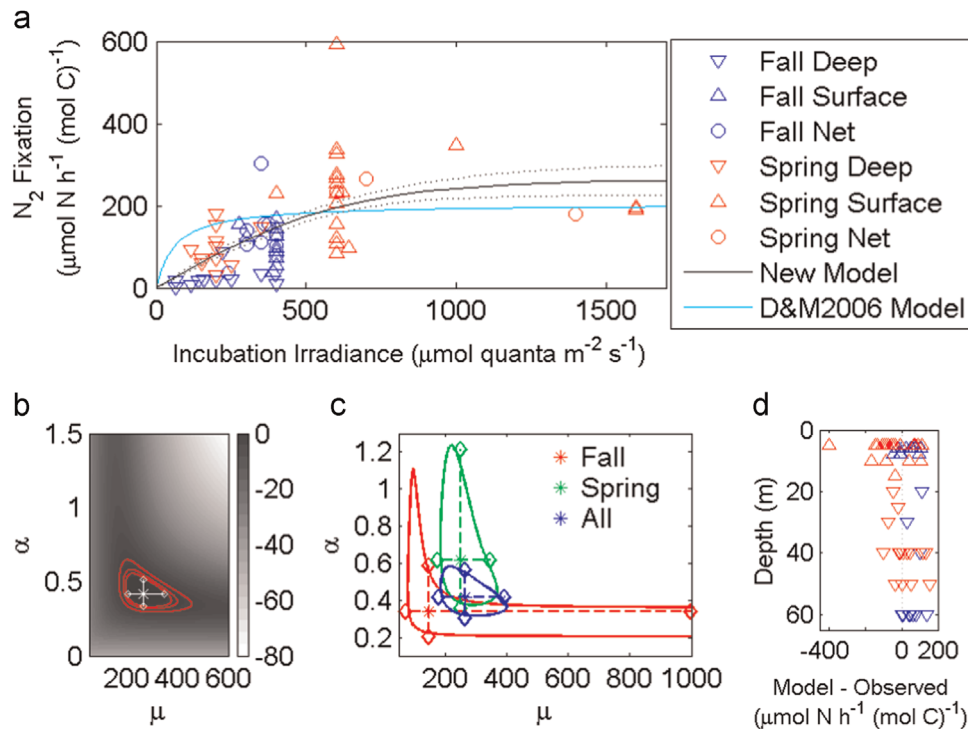 a
N₂ Fixation
(μmol N h⁻¹ (mol C)⁻¹)
600
400
200
0
0
500
1000
1500
Incubation Irradiance (μmol quanta m⁻² s⁻¹)
Fall Deep
Fall Surface
Fall Net
Spring Deep
Spring Surface
Spring Net
New Model
D&M2006 Model
b
α
1.5
1
0.5
0
200 400 600
μ
0
-20
-40
-60
-80
c
α
1.2
1.0
0.8
0.6
0.4
0.2
200 400 600 800 1000
μ
Fall
Spring
All
d
Depth (m)
0
20
40
60
-400 0 200
Model - Observed
(μmol N h⁻¹ (mol C)⁻¹)